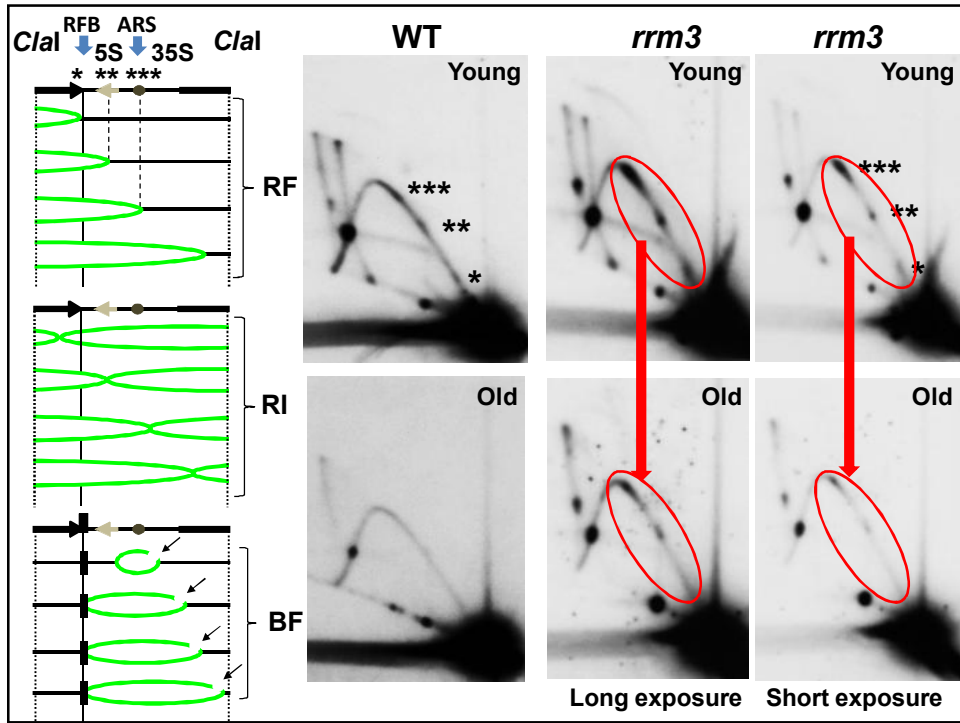 RFB ARS
ClaI ClaI
5S 35S
* ** ***
RF
RI
BF
WT rrm3 rrm3
Young Young Young
*** ***
** **
* *
Old Old Old
Long exposure Short exposure